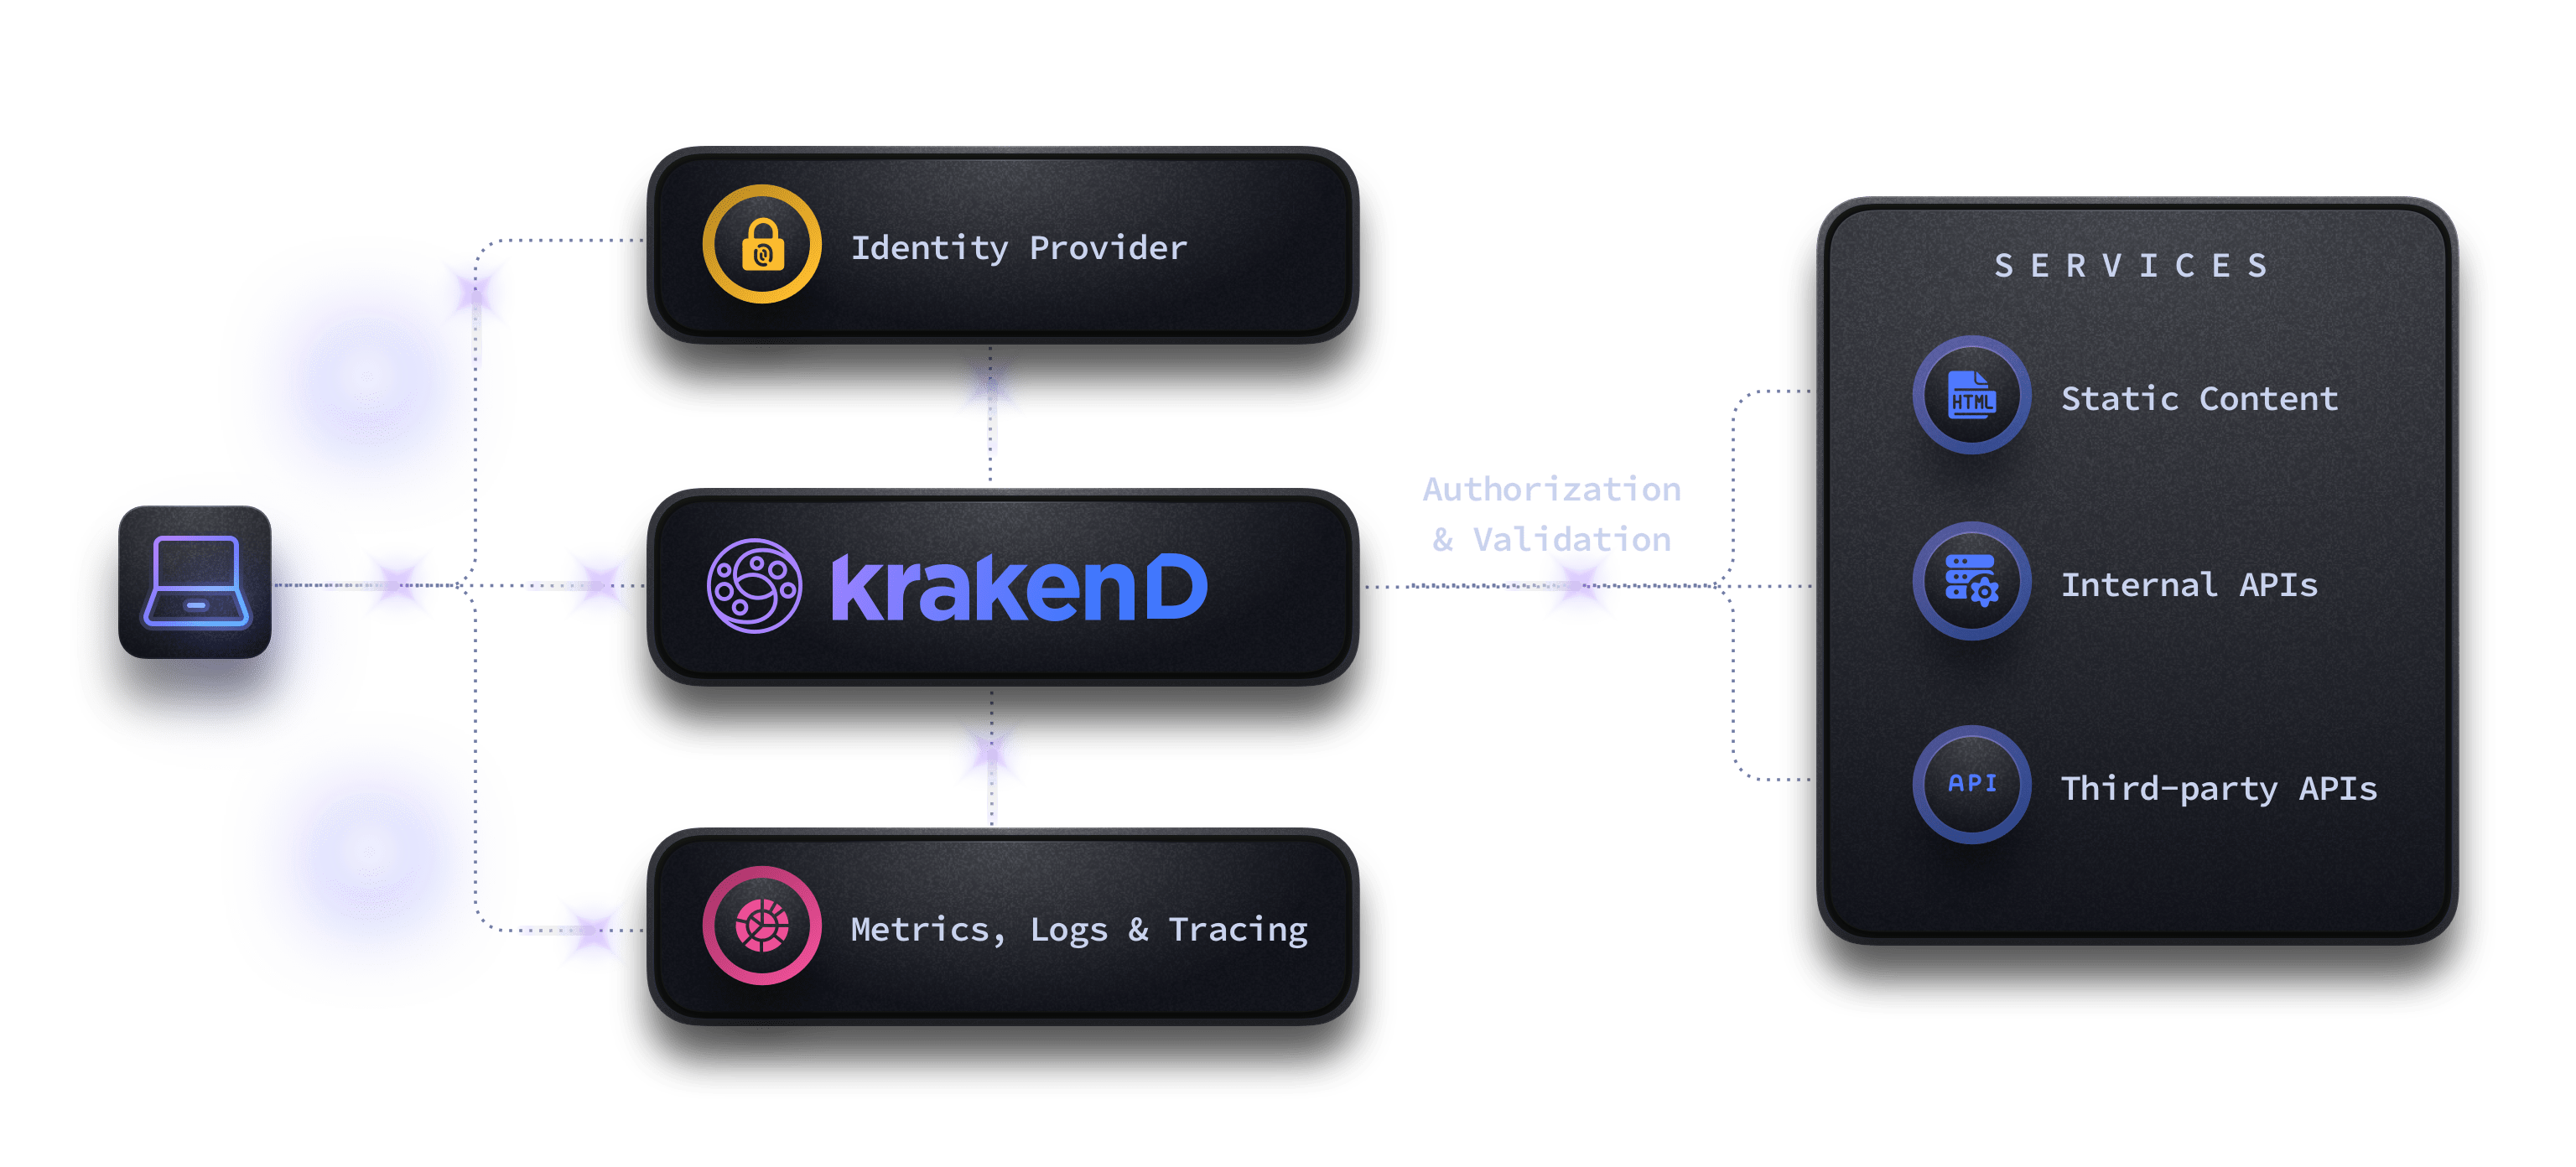 Identity Provider
krakenD
Metrics, Logs & Tracing
Authorization
& Validation
SERVICES
HTML
Static Content
Internal APIs
API
Third-party APIs